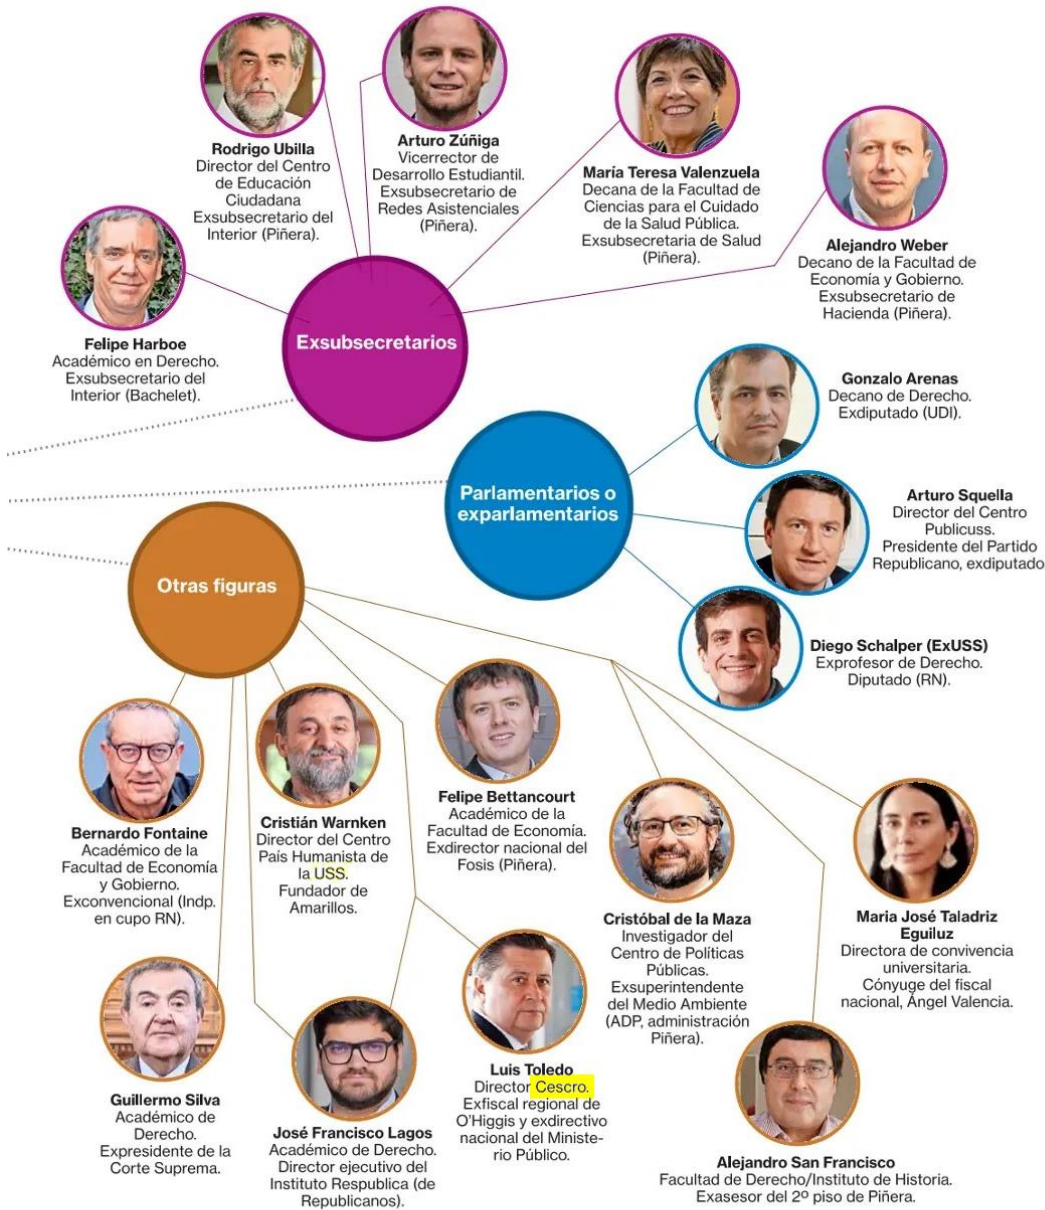 Rodrigo Ubilla
Director del Centro
de Educación
Ciudadana
Exsubsecretario del
Interior (Piñera).
Arturo Zúñiga
Vicerrector de
Desarrollo Estudiantil.
Exsubsecretario de
Redes Asistenciales
(Piñera).
María Teresa Valenzuela
Decana de la Facultad de
Ciencias para el Cuidado
de la Salud Pública.
Exsubsecretaria de Salud
(Piñera).
Alejandro Weber
Decano de la Facultad de
Economía y Gobierno.
Exsubsecretario de
Hacienda (Piñera).
Felipe Harboe
Académico en Derecho.
Exsubsecretario del
Interior (Bachelet).
Exsubsecretarios
Gonzalo Arenas
Decano de Derecho.
Exdiputado (UDI).
Parlamentarios o
exparlamentarios
Arturo Squella
Director del Centro
Publicuss.
Presidente del Partido
Republicano, exdiputado
Diego Schalper (ExUSS)
Exprofesor de Derecho.
Diputado (RN).
Otras figuras
Bernardo Fontaine
Académico de la
Facultad de Economía
y Gobierno.
Exconvencional (Indp.
en cupo RN).
Cristián Warnken
Director del Centro
País Humanista de
la USS.
Fundador de
Amarillos.
Felipe Bettancourt
Académico de la
Facultad de Economía.
Exdirector nacional del
Fosis (Piñera).
Cristóbal de la Maza
Investigador del
Centro de Políticas
Públicas.
Exsuperintendente
del Medio Ambiente
(ADP, administración
Piñera).
Maria José Taladriz
Eguiluz
Directora de convivencia
universitaria.
Cónyuge del fiscal
nacional, Ángel Valencia.
Guillermo Silva
Académico de
Derecho.
Expresidente de la
Corte Suprema.
José Francisco Lagos
Académico de Derecho.
Director ejecutivo del
Instituto Respublica (de
Republicanos).
Luis Toledo
Director Cescro.
Exfiscal regional de
O'Higgis y exdirectivo
nacional del Ministe-
rio Público.
Alejandro San Francisco
Facultad de Derecho/Instituto de Historia.
Exasesor del 2º piso de Piñera.